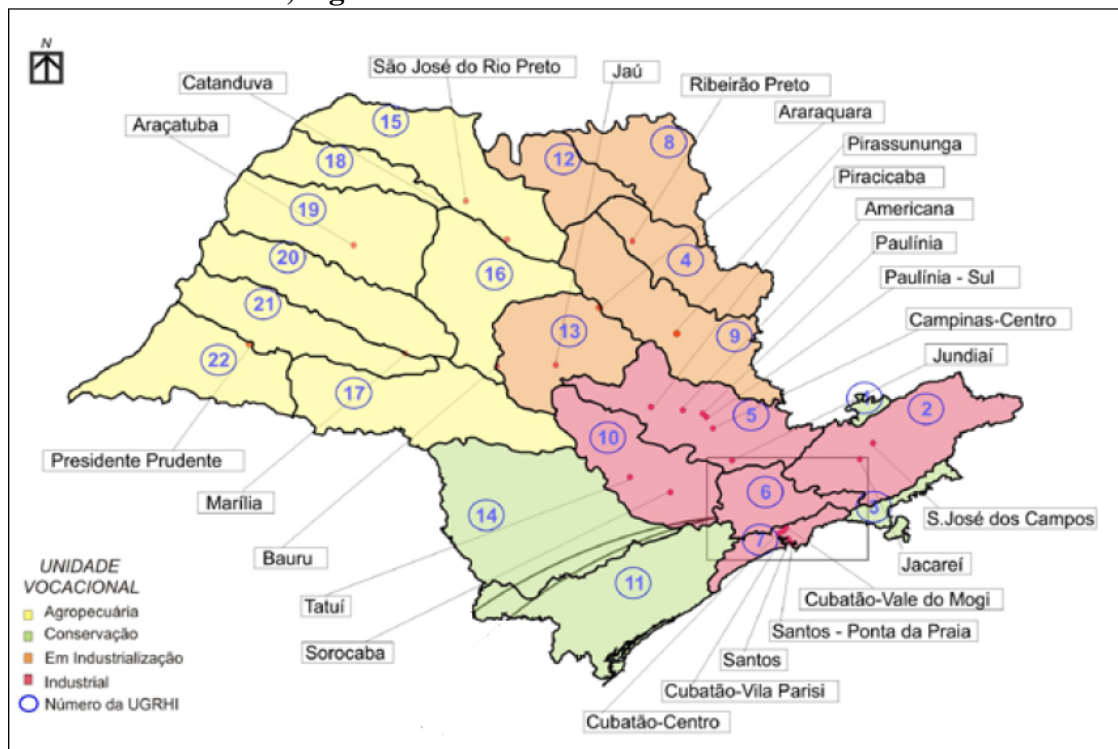 N
São José do Rio Preto
Jaú
Catanduva
Ribeirão Preto
Araçatuba
Araraquara
Pirassununga
Piracicaba
Americana
Paulínia
Paulínia - Sul
Campinas-Centro
Jundiaí
15
8
12
18
19
4
20
16
21
13
9
22
17
5
2
10
6
14
7
11
Presidente Prudente
Marília
Bauru
Tatuí
Sorocaba
S.José dos Campos
Jacareí
Cubatão-Vale do Mogi
Santos - Ponta da Praia
Santos
Cubatão-Vila Parisi
Cubatão-Centro
UNIDADE
VOCACIONAL
Agropecuária
Conservação
Em Industrialização
Industrial
Número da UGRHI